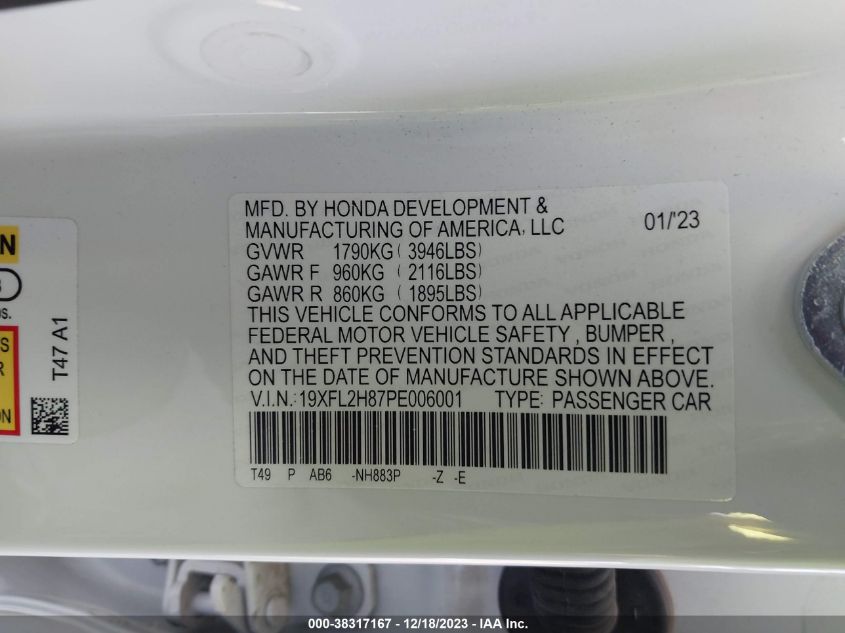 MFD. BY HONDA DEVELOPMENT &
MANUFACTURING OF AMERICA, LLC 01/'23
GVWR 1790KG ( 3946LBS)
GAWR F 960KG ( 2116LBS)
GAWR R 860KG ( 1895LBS)
THIS VEHICLE CONFORMS TO ALL APPLICABLE
FEDERAL MOTOR VEHICLE SAFETY , BUMPER ,
AND THEFT PREVENTION STANDARDS IN EFFECT
ON THE DATE OF MANUFACTURE SHOWN ABOVE.
V.I.N.:19XFL2H87PE006001 TYPE: PASSENGER CAR
T49 P AB6 -NH883P -Z -E
T47 A1
000-38317167 - 12/18/2023 - IAA Inc.